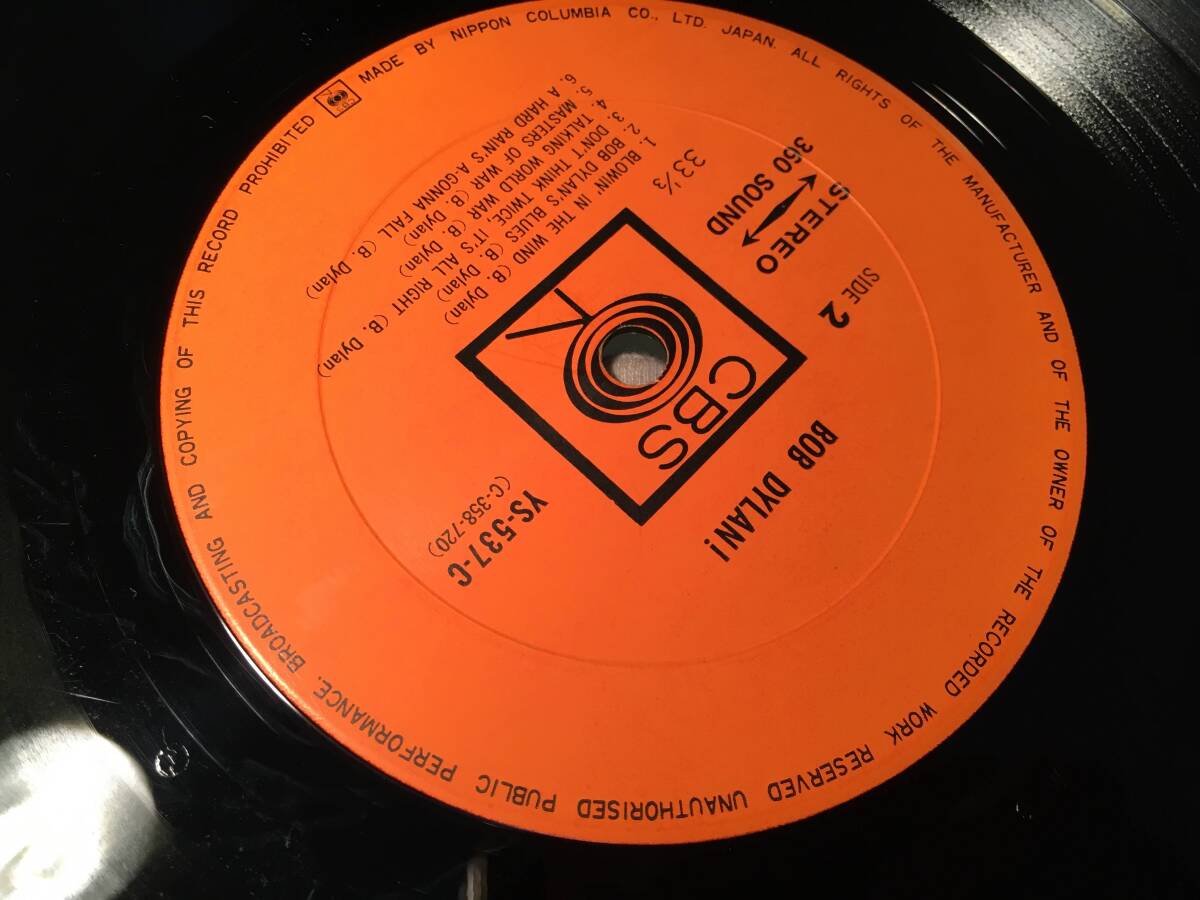 BOB DYLAN!
SIDE 2
STEREO
360 SOUND
33⅓
CBS
YS-537-C
(C-358-720)
1. BLOWIN' IN THE WIND (B. Dylan)
2. BOB DYLAN'S BLUES (B. Dylan)
3. DON'T THINK TWICE, IT'S ALL RIGHT (B. Dylan)
4. TALKING WORLD WAR (B. Dylan)
5. MASTERS OF WAR (B. Dylan)
6. A HARD RAIN'S A-GONNA FALL (B. Dylan)
CBS
MADE BY NIPPON COLUMBIA CO., LTD. JAPAN. ALL RIGHTS OF THE MANUFACTURER AND OF THE OWNER OF THE RECORDED WORK RESERVED UNAUTHORISED PUBLIC PERFORMANCE. BROADCASTING AND COPYING OF THIS RECORD PROHIBITED